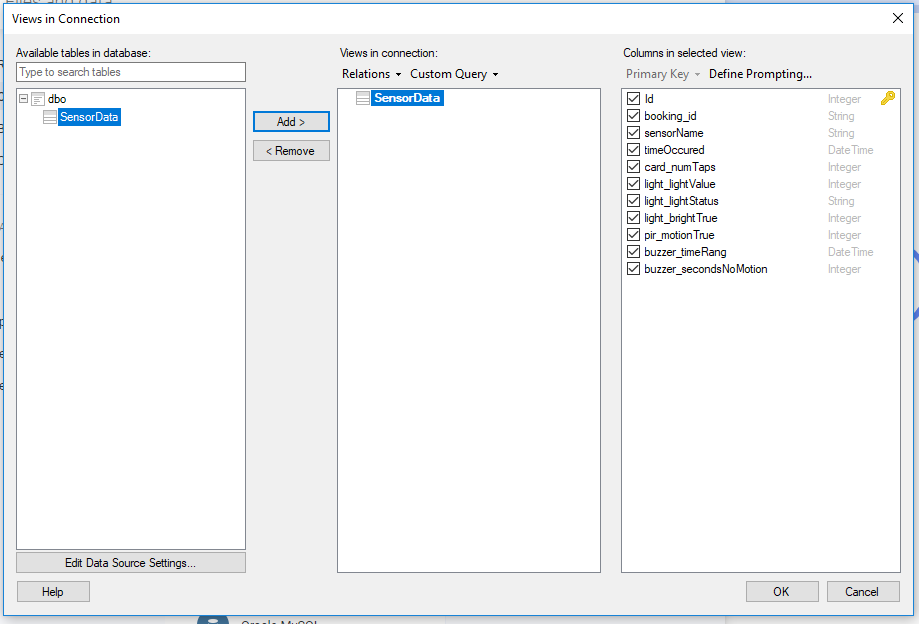 Views in Connection
Available tables in database:
Type to search tables
dbo
SensorData
Add >
< Remove
Edit Data Source Settings...
Help
Views in connection:
Relations
Custom Query
SensorData
Columns in selected view:
Primary Key
Define Prompting...
Id Integer
booking_id String
sensorName String
timeOccured DateTime
card_numTaps Integer
light_lightValue Integer
light_lightStatus String
light_brightTrue Integer
pir_motionTrue Integer
buzzer_timeRang DateTime
buzzer_secondsNoMotion Integer
OK
Cancel